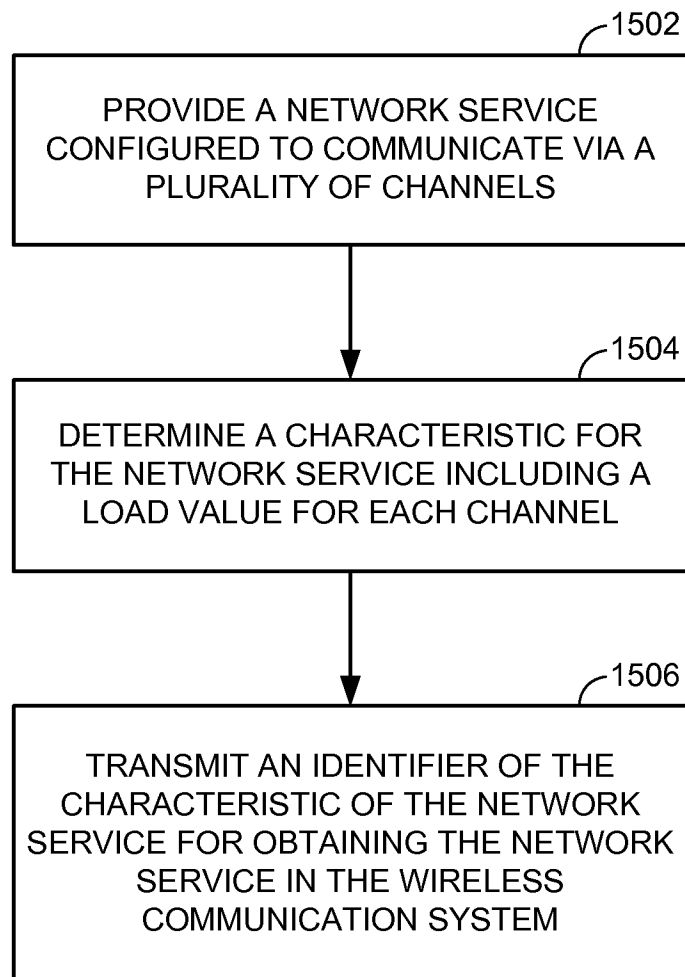 1502
PROVIDE A NETWORK SERVICE
CONFIGURED TO COMMUNICATE VIA A
PLURALITY OF CHANNELS
1504
DETERMINE A CHARACTERISTIC FOR
THE NETWORK SERVICE INCLUDING A
LOAD VALUE FOR EACH CHANNEL
1506
TRANSMIT AN IDENTIFIER OF THE
CHARACTERISTIC OF THE NETWORK
SERVICE FOR OBTAINING THE NETWORK
SERVICE IN THE WIRELESS
COMMUNICATION SYSTEM